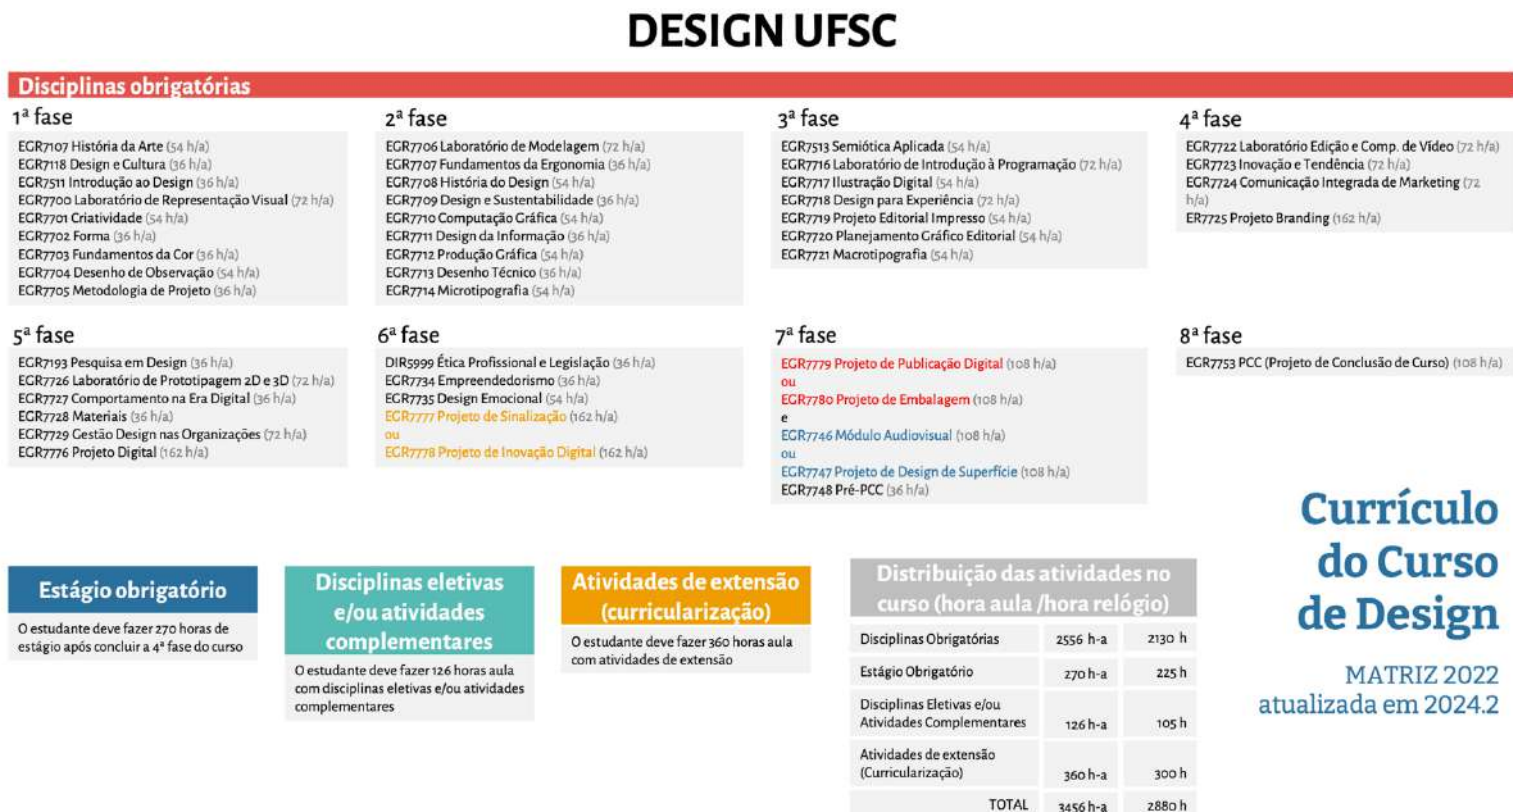 DESIGN UFSC
Disciplinas obrigatórias
1ª fase
EGR7107 História da Arte (54 h/a)
EGR7118 Design e Cultura (36 h/a)
EGR7511 Introdução ao Design (36 h/a)
EGR7700 Laboratório de Representação Visual (72 h/a)
EGR7701 Criatividade (54 h/a)
EGR7702 Forma (36 h/a)
EGR7703 Fundamentos da Cor (36 h/a)
EGR7704 Desenho de Observação (54 h/a)
EGR7705 Metodologia de Projeto (36 h/a)
2ª fase
EGR7706 Laboratório de Modelagem (72 h/a)
EGR7707 Fundamentos da Ergonomia (36 h/a)
EGR7708 História do Design (54 h/a)
EGR7709 Design e Sustentabilidade (36 h/a)
EGR7710 Computação Gráfica (54 h/a)
EGR7711 Design da Informação (36 h/a)
EGR7712 Produção Gráfica (54 h/a)
EGR7713 Desenho Técnico (36 h/a)
EGR7714 Microtipografia (54 h/a)
3ª fase
EGR7513 Semiótica Aplicada (54 h/a)
EGR7716 Laboratório de Introdução à Programação (72 h/a)
EGR7717 Ilustração Digital (54 h/a)
EGR7718 Design para Experiência (72 h/a)
EGR7719 Projeto Editorial Impresso (54 h/a)
EGR7720 Planejamento Gráfico Editorial (54 h/a)
EGR7721 Macrotipografia (54 h/a)
4ª fase
EGR7722 Laboratório Edição e Comp. de Vídeo (72 h/a)
EGR7723 Inovação e Tendência (72 h/a)
EGR7724 Comunicação Integrada de Marketing (72
h/a)
ER7725 Projeto Branding (162 h/a)
5ª fase
EGR7193 Pesquisa em Design (36 h/a)
EGR7726 Laboratório de Prototipagem 2D e 3D (72 h/a)
EGR7727 Comportamento na Era Digital (36 h/a)
EGR7728 Materiais (36 h/a)
EGR7729 Gestão Design nas Organizações (72 h/a)
EGR7776 Projeto Digital (162 h/a)
6ª fase
DIR5999 Ética Profissional e Legislação (36 h/a)
EGR7734 Empreendedorismo (36 h/a)
EGR7735 Design Emocional (54 h/a)
EGR7777 Projeto de Sinalização (162 h/a)
ou
EGR7778 Projeto de Inovação Digital (162 h/a)
7ª fase
EGR7779 Projeto de Publicação Digital (108 h/a)
ou
EGR7780 Projeto de Embalagem (108 h/a)
e
EGR7746 Módulo Audiovisual (108 h/a)
ou
EGR7747 Projeto de Design de Superfície (108 h/a)
EGR7748 Pré-PCC (36 h/a)
8ª fase
EGR7753 PCC (Projeto de Conclusão de Curso) (108 h/a)
Estágio obrigatório
O estudante deve fazer 270 horas de
estágio após concluir a 4ª fase do curso
Disciplinas eletivas
e/ou atividades
complementares
O estudante deve fazer 126 horas aula
com disciplinas eletivas e/ou atividades
complementares
Atividades de extensão
(curricularização)
O estudante deve fazer 360 horas aula
com atividades de extensão
Distribuição das atividades no
curso (hora aula /hora relógio)
Disciplinas Obrigatórias 2556 h-a 2130 h
Estágio Obrigatório 270 h-a 225 h
Disciplinas Eletivas e/ou
Atividades Complementares 126 h-a 105 h
Atividades de extensão
(Curricularização) 360 h-a 300 h
TOTAL 3456 h-a 2880 h
Currículo
do Curso
de Design
MATRIZ 2022
atualizada em 2024.2